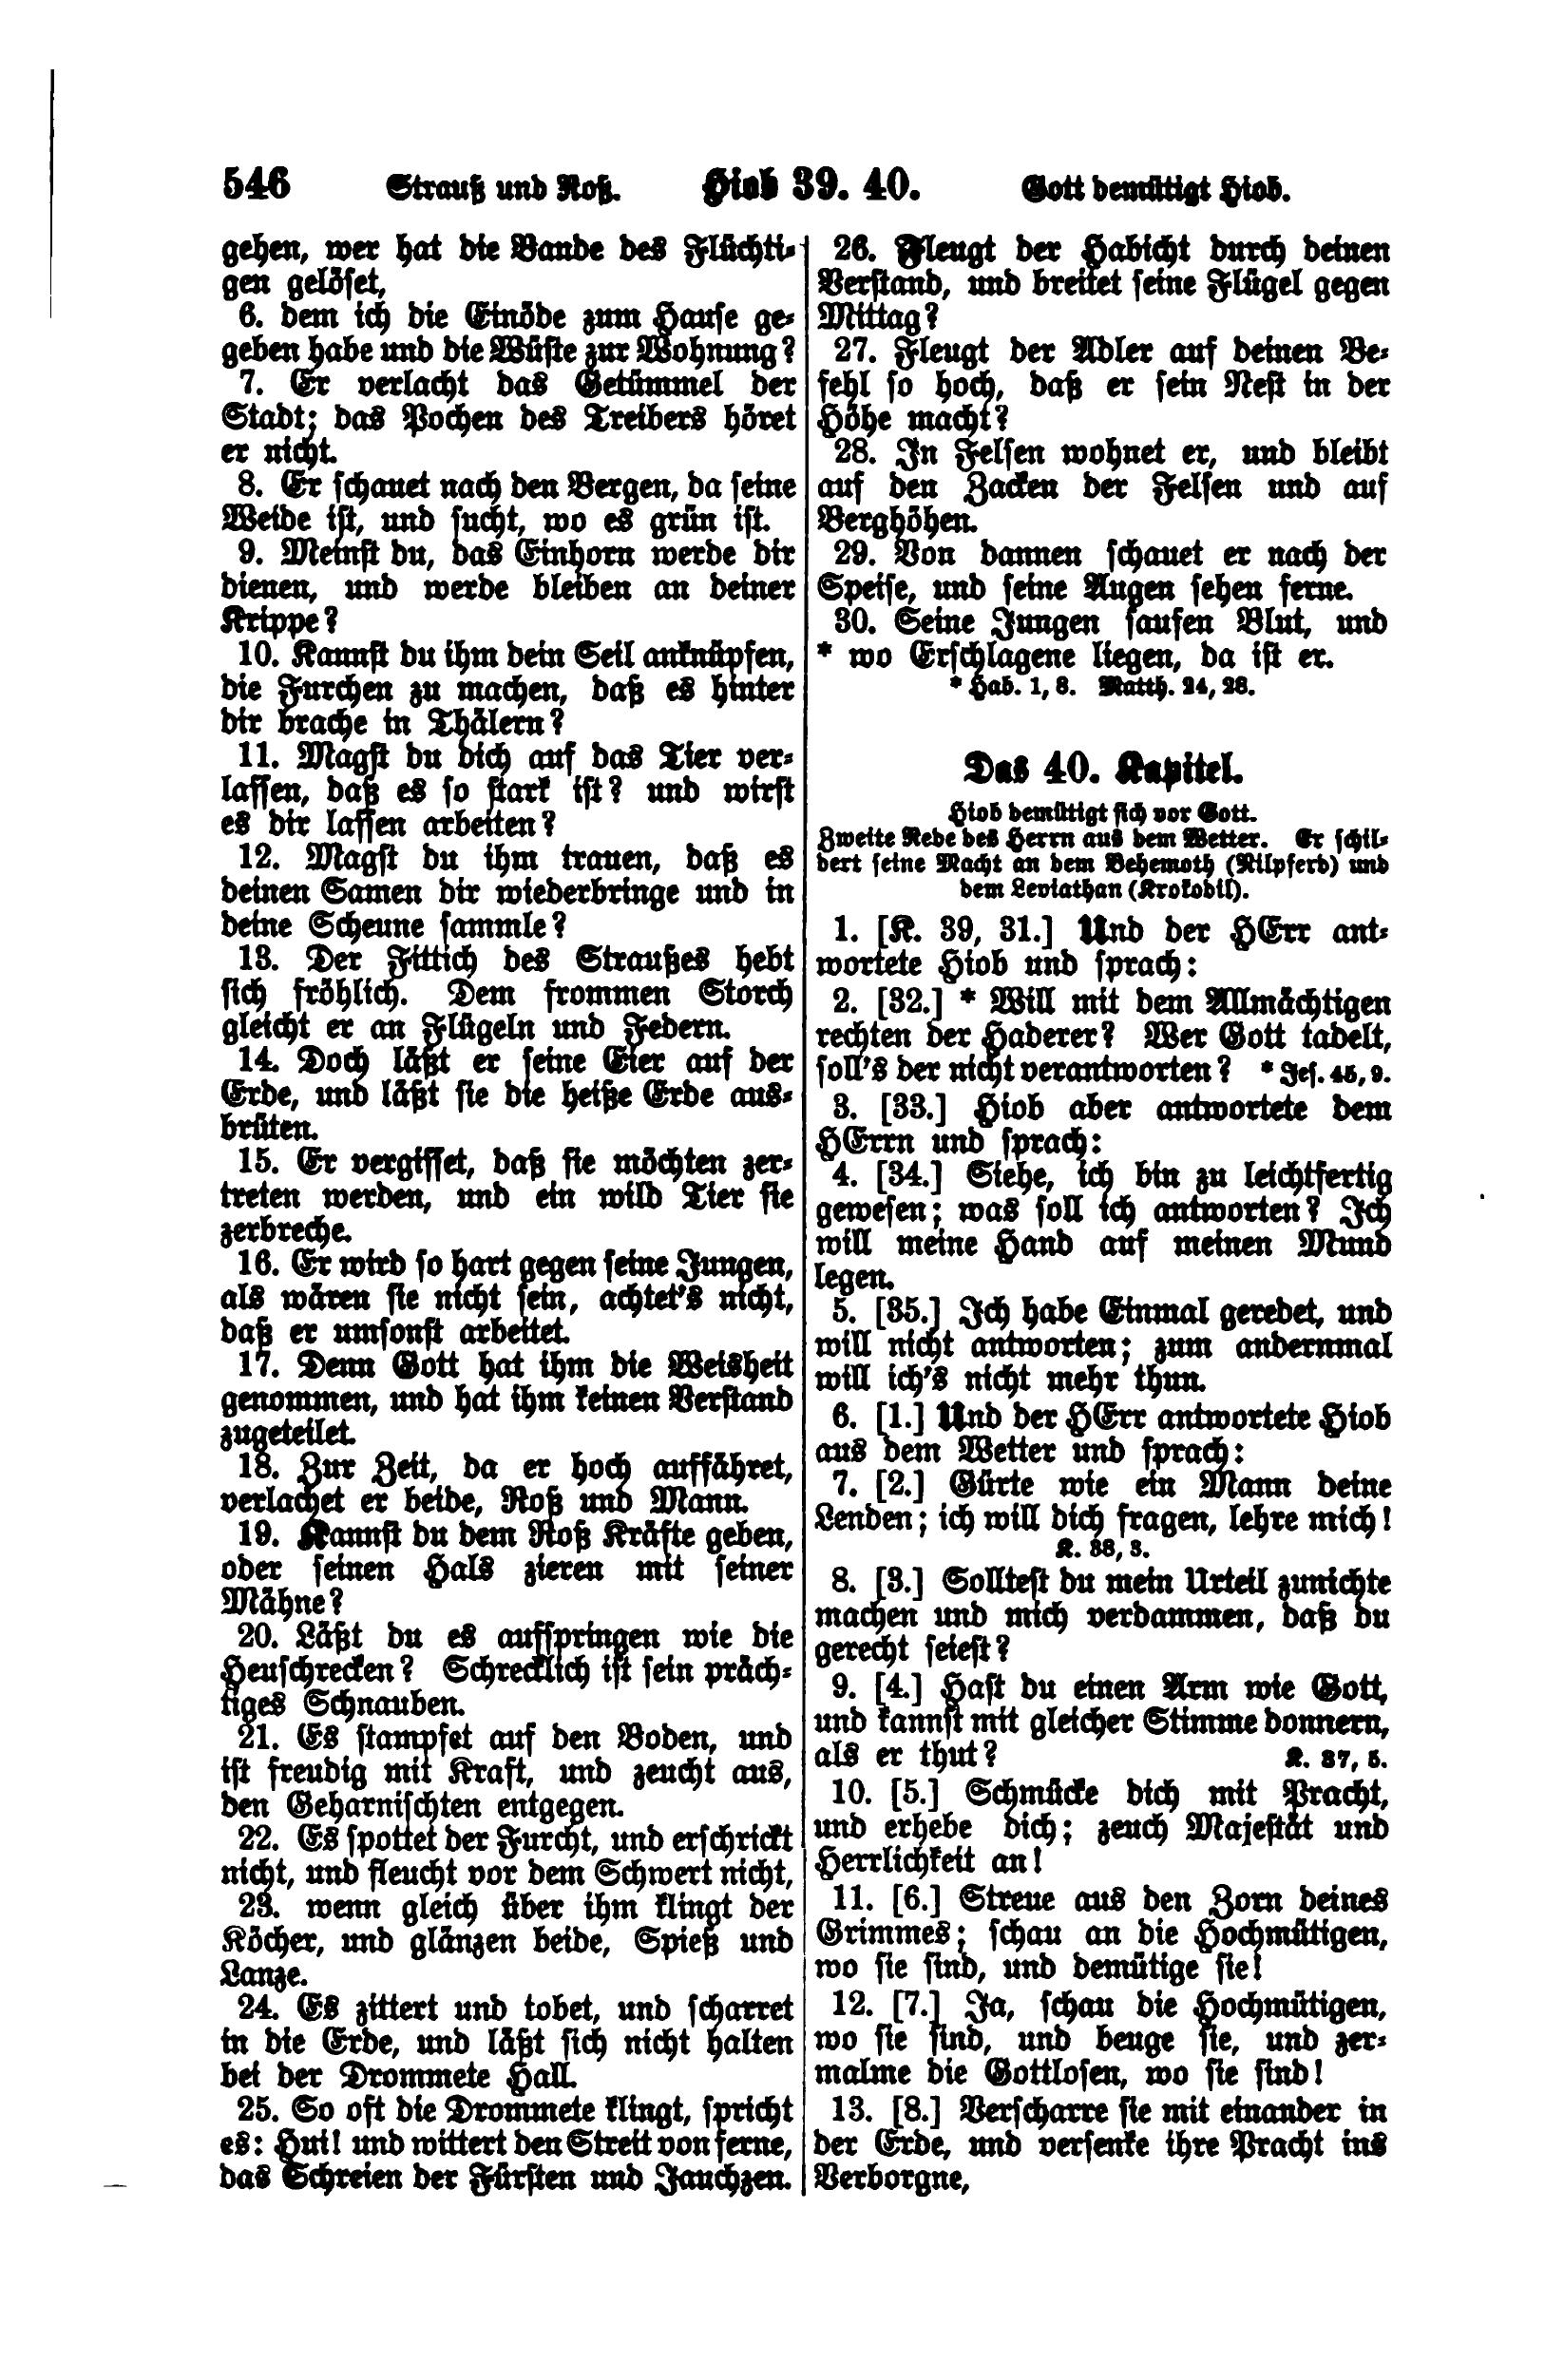 546 Strauß und Roß. Hiob 39. 40. Gott demütigt Hiob.
gehen, wer hat die Bande des Flüchti-
gen gelöset,
6. dem ich die Einöde zum Hause ge-
geben habe und die Wüste zur Wohnung?
7. Er verlacht das Getümmel der
Stadt; das Pochen des Treibers höret
er nicht.
8. Er schauet nach den Bergen, da seine
Weide ist, und sucht, wo es grün ist.
9. Meinst du, das Einhorn werde dir
dienen, und werde bleiben an deiner
Krippe?
10. Kannst du ihm dein Seil anknüpfen,
die Furchen zu machen, daß es hinter
dir brache in Thälern?
11. Magst du dich auf das Tier ver-
lassen, daß es so stark ist? und wirst
es dir lassen arbeiten?
12. Magst du ihm trauen, daß es
deinen Samen dir wiederbringe und in
deine Scheune sammle?
13. Der Fittich des Straußes hebt
sich fröhlich. Dem frommen Storch
gleicht er an Flügeln und Federn.
14. Doch läßt er seine Eier auf der
Erde, und läßt sie die heiße Erde aus-
brüten.
15. Er vergisset, daß sie möchten zer-
treten werden, und ein wild Tier sie
zerbreche.
16. Er wird so hart gegen seine Jungen,
als wären sie nicht sein, achtet's nicht,
daß er umsonst arbeitet.
17. Denn Gott hat ihm die Weisheit
genommen, und hat ihm keinen Verstand
zugeteilet.
18. Zur Zeit, da er hoch auffähret,
verlachet er beide, Roß und Mann.
19. Kannst du dem Roß Kräfte geben,
oder seinen Hals zieren mit seiner
Mähne?
20. Läßt du es aufspringen wie die
Heuschrecken? Schrecklich ist sein präch-
tiges Schnauben.
21. Es stampfet auf den Boden, und
ist freudig mit Kraft, und zeucht aus,
den Geharnischten entgegen.
22. Es spottet der Furcht, und erschrickt
nicht, und fleucht vor dem Schwert nicht,
23. wenn gleich über ihm klingt der
Köcher, und glänzen beide, Spieß und
Lanze.
24. Es zittert und tobet, und scharret
in die Erde, und läßt sich nicht halten
bei der Drommete Hall.
25. So oft die Drommete klingt, spricht
es: Hui! und wittert den Streit von ferne,
das Schreien der Fürsten und Jauchzen.
26. Fleugt der Habicht durch deinen
Verstand, und breitet seine Flügel gegen
Mittag?
27. Fleugt der Adler auf deinen Be-
fehl so hoch, daß er sein Nest in der
Höhe macht?
28. In Felsen wohnet er, und bleibt
auf den Zacken der Felsen und auf
Berghöhen.
29. Von dannen schauet er nach der
Speise, und seine Augen sehen ferne.
30. Seine Jungen saufen Blut, und
* wo Erschlagene liegen, da ist er.
* Hab. 1, 8. Matth. 24, 28.
Das 40. Kapitel.
Hiob demütigt sich vor Gott.
Zweite Rede des Herrn aus dem Wetter. Er schil-
dert seine Macht an dem Behemoth (Nilpferd) und
dem Leviathan (Krokodil).
1. [K. 39, 31.] Und der HErr ant-
wortete Hiob und sprach:
2. [32.] * Will mit dem Allmächtigen
rechten der Haderer? Wer Gott tadelt,
soll's der nicht verantworten? * Jes. 45, 9.
3. [33.] Hiob aber antwortete dem
HErrn und sprach:
4. [34.] Siehe, ich bin zu leichtfertig
gewesen; was soll ich antworten? Ich
will meine Hand auf meinen Mund
legen.
5. [35.] Ich habe Einmal geredet, und
will nicht antworten; zum andernmal
will ich's nicht mehr thun.
6. [1.] Und der HErr antwortete Hiob
aus dem Wetter und sprach:
7. [2.] Gürte wie ein Mann deine
Lenden; ich will dich fragen, lehre mich!
K. 38, 3.
8. [3.] Solltest du mein Urteil zunichte
machen und mich verdammen, daß du
gerecht seiest?
9. [4.] Hast du einen Arm wie Gott,
und kannst mit gleicher Stimme donnern,
als er thut? K. 37, 5.
10. [5.] Schmücke dich mit Pracht,
und erhebe dich; zeuch Majestät und
Herrlichkeit an!
11. [6.] Streue aus den Zorn deines
Grimmes; schau an die Hochmütigen,
wo sie sind, und demütige sie!
12. [7.] Ja, schau die Hochmütigen,
wo sie sind, und beuge sie, und zer-
malme die Gottlosen, wo sie sind!
13. [8.] Verscharre sie mit einander in
der Erde, und versenke ihre Pracht ins
Verborgne,